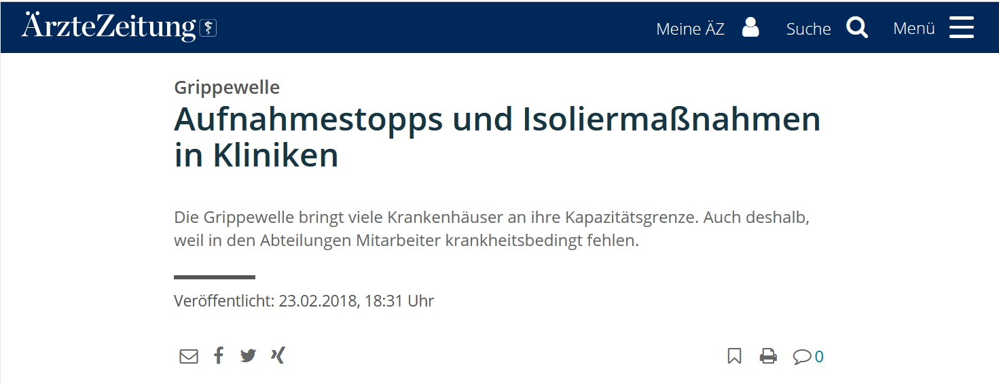 ÄrzteZeitung
Meine ÄZ Suche Menü
Grippewelle
Aufnahmestopps und Isoliermaßnahmen
in Kliniken
Die Grippewelle bringt viele Krankenhäuser an ihre Kapazitätsgrenze. Auch deshalb,
weil in den Abteilungen Mitarbeiter krankheitsbedingt fehlen.
Veröffentlicht: 23.02.2018, 18:31 Uhr
0